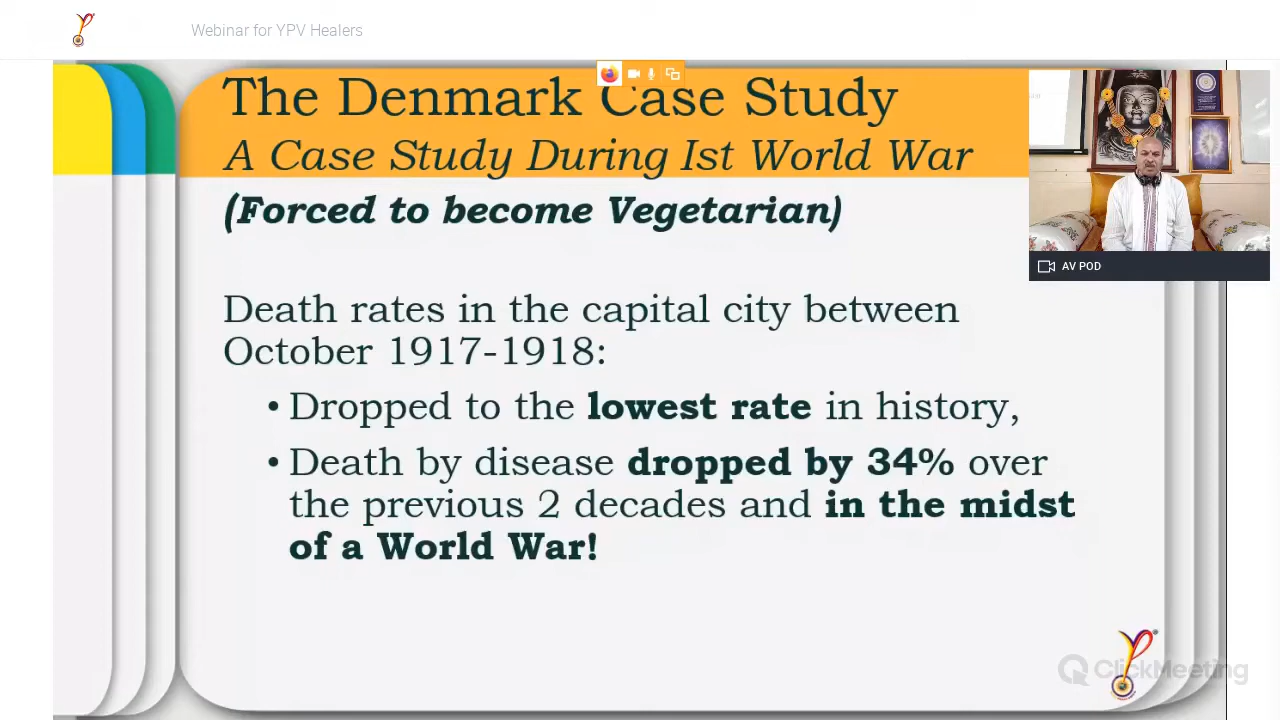 Webinar for YPV Healers
The Denmark Case Study
A Case Study During Ist World War
(Forced to become Vegetarian)
AV POD
Death rates in the capital city between
October 1917-1918:
• Dropped to the lowest rate in history,
• Death by disease dropped by 34% over
the previous 2 decades and in the midst
of a World War!
ClickMeeting